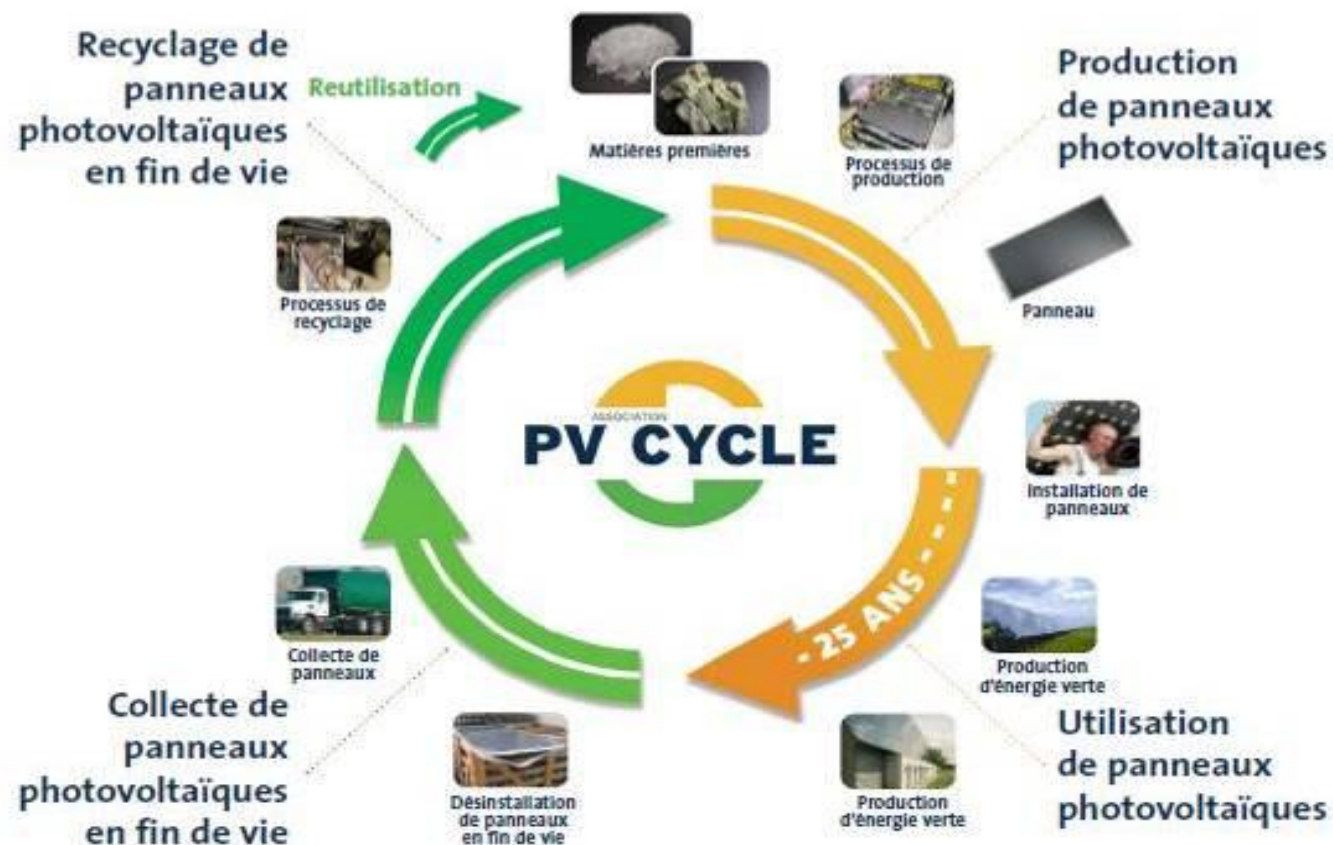 Recyclage de
panneaux
photovoltaïques
en fin de vie
Reutilisation
Matières premières
Processus de
production
Production
de panneaux
photovoltaïques
Panneau
Processus de
recyclage
ASSOCIATION
PV CYCLE
Installation de
panneaux
- 25 ANS - - - -
Production
d'énergie verte
Collecte de
panneaux
Utilisation
de panneaux
photovoltaïques
Collecte de
panneaux
photovoltaïques
en fin de vie
Désinstallation
de panneaux
en fin de vie
Production
d'énergie verte